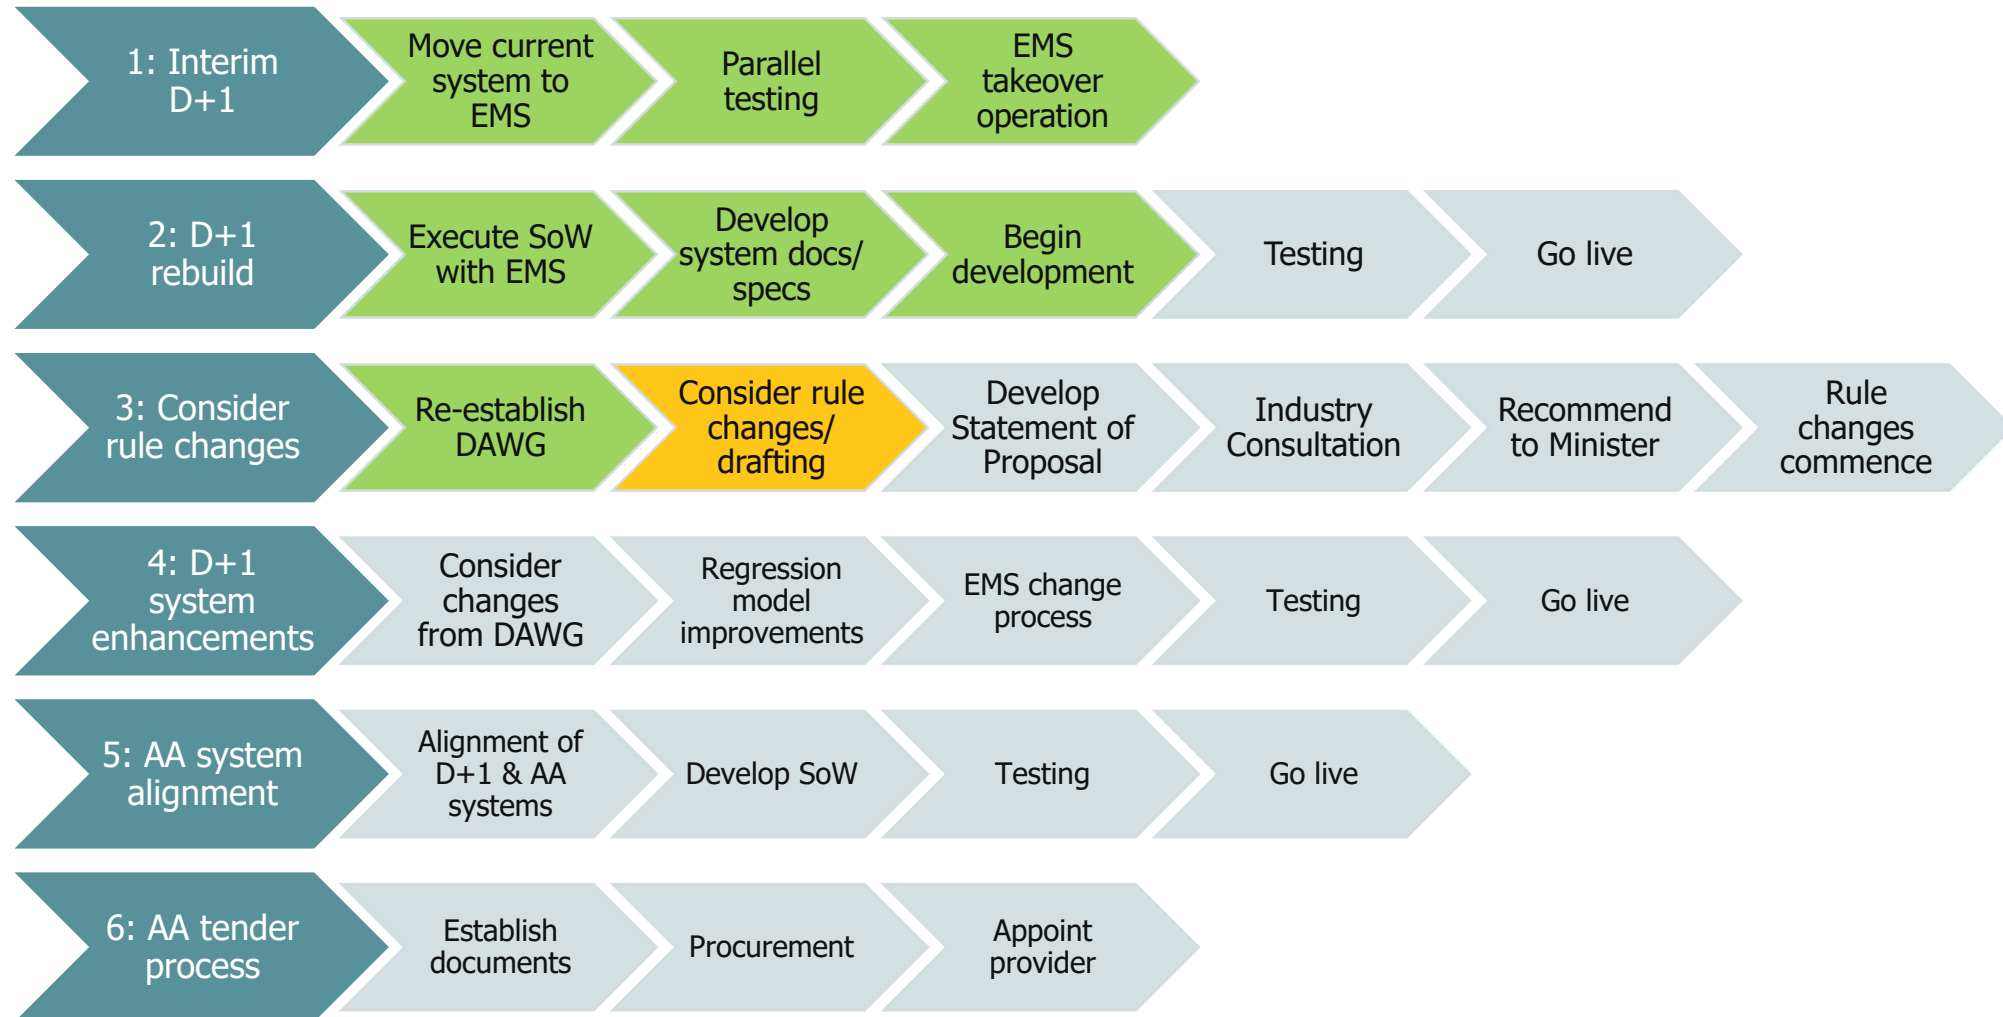 1: Interim
D+1
Move current
system to
EMS
Parallel
testing
EMS
takeover
operation
2: D+1
rebuild
Execute SoW
with EMS
Develop
system docs/
specs
Begin
development
Testing
Go live
3: Consider
rule changes
Re-establish
DAWG
Consider rule
changes/
drafting
Develop
Statement of
Proposal
Industry
Consultation
Recommend
to Minister
Rule
changes
commence
4: D+1
system
enhancements
Consider
changes
from DAWG
Regression
model
improvements
EMS change
process
Testing
Go live
5: AA system
alignment
Alignment of
D+1 & AA
systems
Develop SoW
Testing
Go live
6: AA tender
process
Establish
documents
Procurement
Appoint
provider